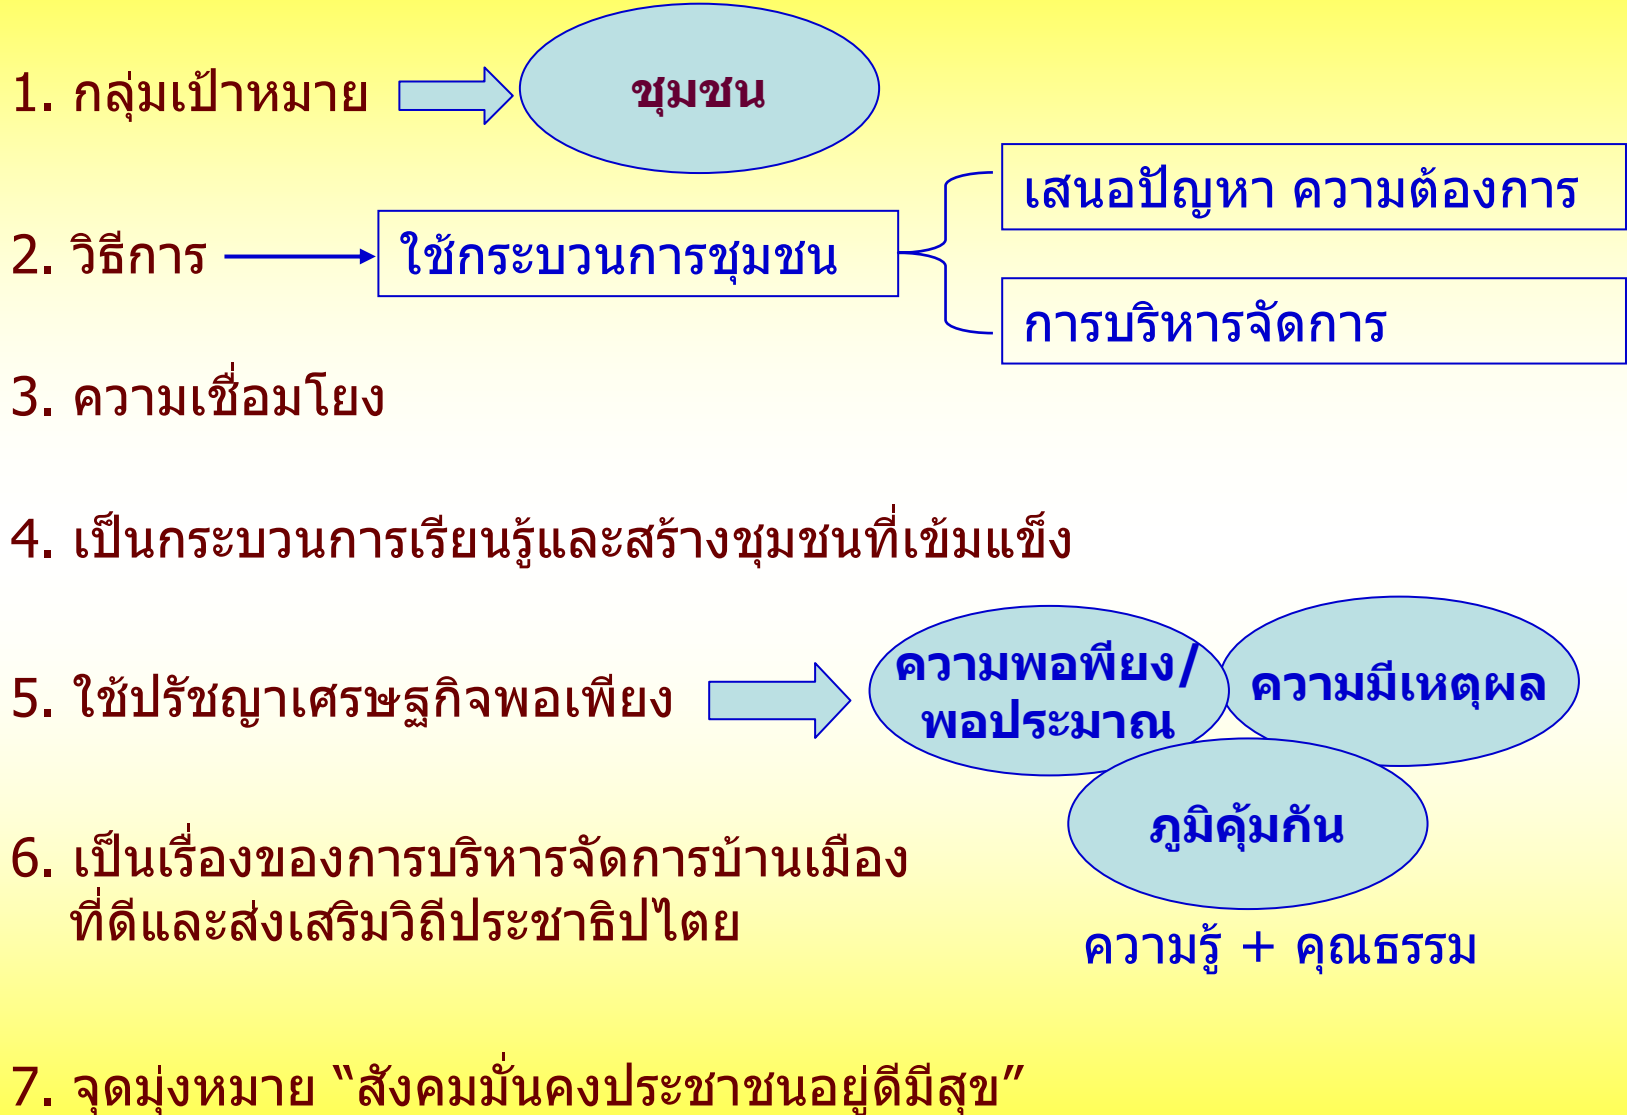 1. กลุ่มเป้าหมาย
ชุมชน
2. วิธีการ
ใช้กระบวนการชุมชน
เสนอปัญหา ความต้องการ
การบริหารจัดการ
3. ความเชื่อมโยง
4. เป็นกระบวนการเรียนรู้และสร้างชุมชนที่เข้มแข็ง
5. ใช้ปรัชญาเศรษฐกิจพอเพียง
ความพอพียง/
พอประมาณ
ความมีเหตุผล
ภูมิคุ้มกัน
ความรู้ + คุณธรรม
6. เป็นเรื่องของการบริหารจัดการบ้านเมือง
ที่ดีและส่งเสริมวิถีประชาธิปไตย
7. จุดมุ่งหมาย “สังคมมั่นคงประชาชนอยู่ดีมีสุข”